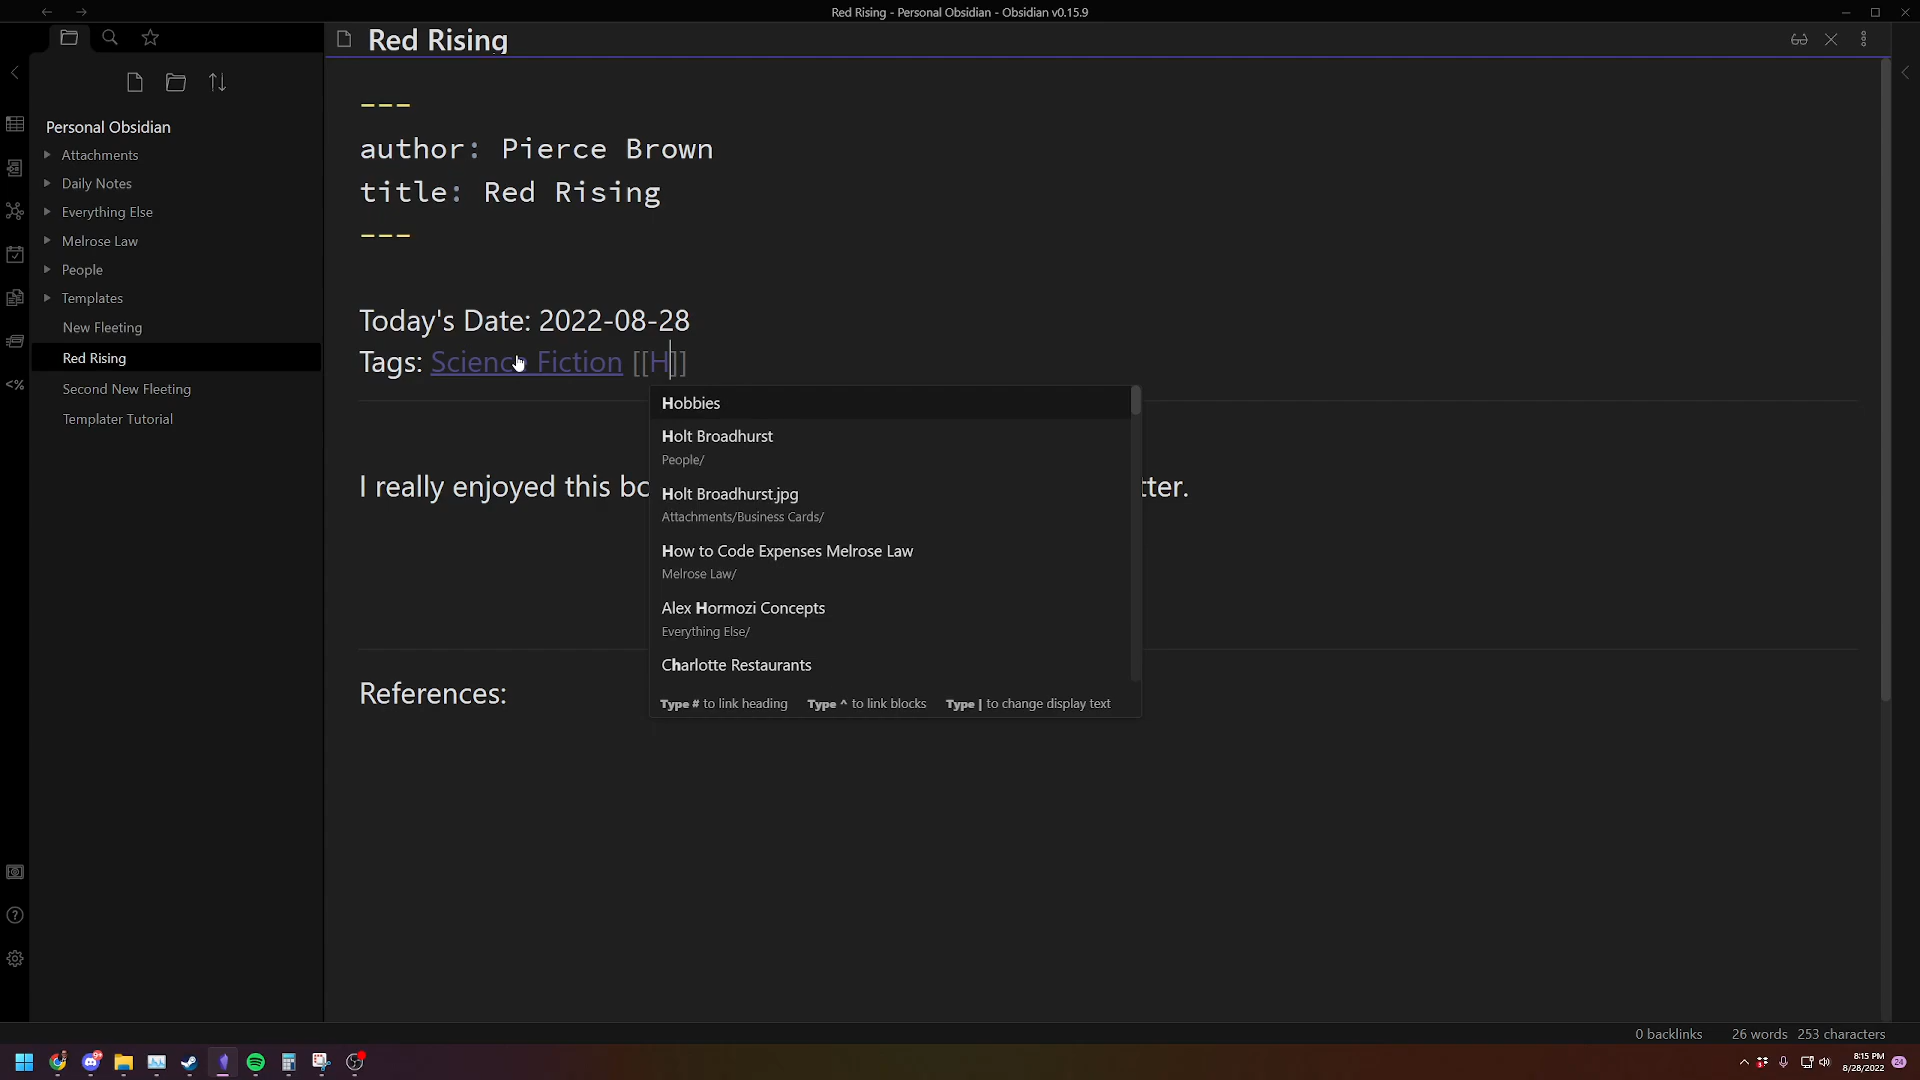 Red Rising - Personal Obsidian - Obsidian v0.15.9
Red Rising
Personal Obsidian
Attachments
Daily Notes
Everything Else
Melrose Law
People
Templates
New Fleeting
Red Rising
Second New Fleeting
Templater Tutorial
---
author: Pierce Brown
title: Red Rising
---
Today's Date: 2022-08-28
Tags: Science Fiction [[H]]
Hobbies
Holt Broadhurst
People/
Holt Broadhurst.jpg
Attachments/Business Cards/
How to Code Expenses Melrose Law
Melrose Law/
Alex Hormozi Concepts
Everything Else/
Charlotte Restaurants
Type # to link heading Type ^ to link blocks Type | to change display text
I really enjoyed this bo tter.
References:
<%
0 backlinks 26 words 253 characters
8:15 PM
8/28/2022
24